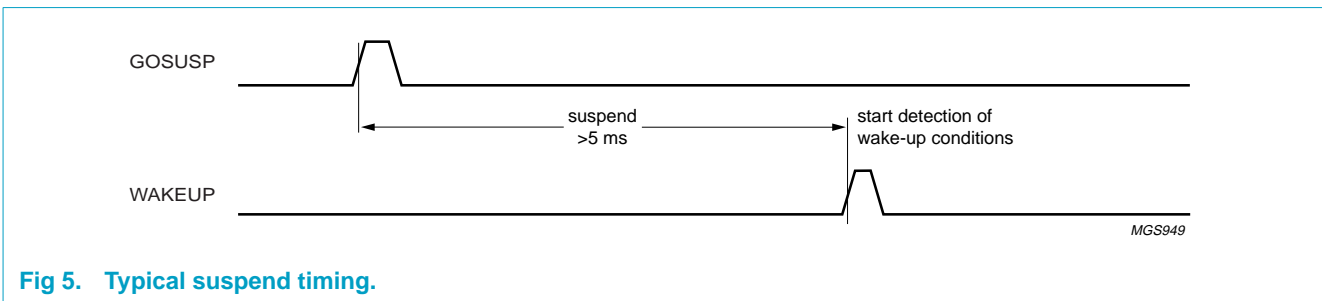 GOSUSP
suspend
>5 ms
start detection of
wake-up conditions
WAKEUP
MGS949
Fig 5. Typical suspend timing.